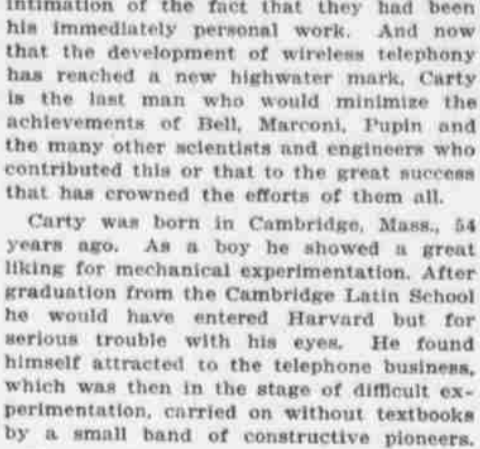 intimation of the fact that they had been
his immediately personal work. And now
that the development of wireless telephony
has reached a new highwater mark, Carty
is the last man who would minimize the
achievements of Bell, Marconi, Pupin and
the many other scientists and engineers who
contributed this or that to the great success
that has crowned the efforts of them all.
Carty was born in Cambridge, Mass., 54
years ago. As a boy he showed a great
liking for mechanical experimentation. After
graduation from the Cambridge Latin School
he would have entered Harvard but for
serious trouble with his eyes. He found
himself attracted to the telephone business,
which was then in the stage of difficult ex-
perimentation, carried on without textbooks
by a small band of constructive pioneers.